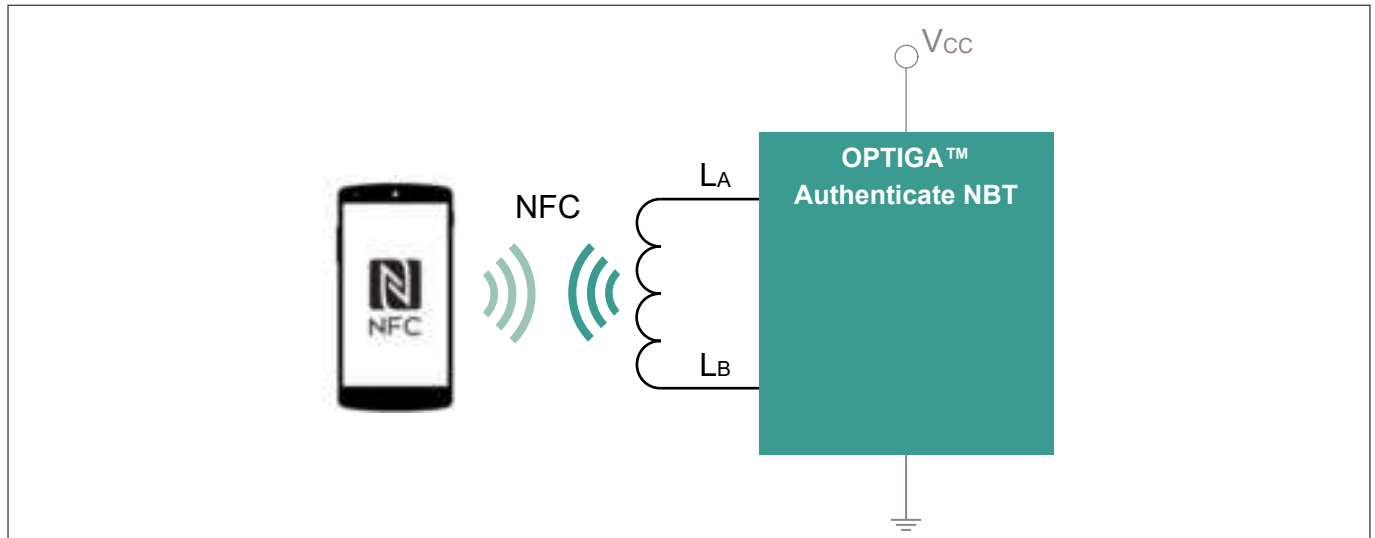 VCC
OPTIGA™
Authenticate NBT
LA
NFC
NFC
LB